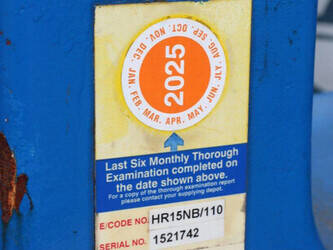 JAN. FEB. MAR. APR. MAY. JUN. JLY. AUG. SEP. OCT. NOV. DEC.
2025
Last Six Monthly Thorough
Examination completed on
the date shown above.
For a copy of the thorough examination report
please contact your supplying depot.
E/CODE NO. HR15NB/110
SERIAL NO. 1521742